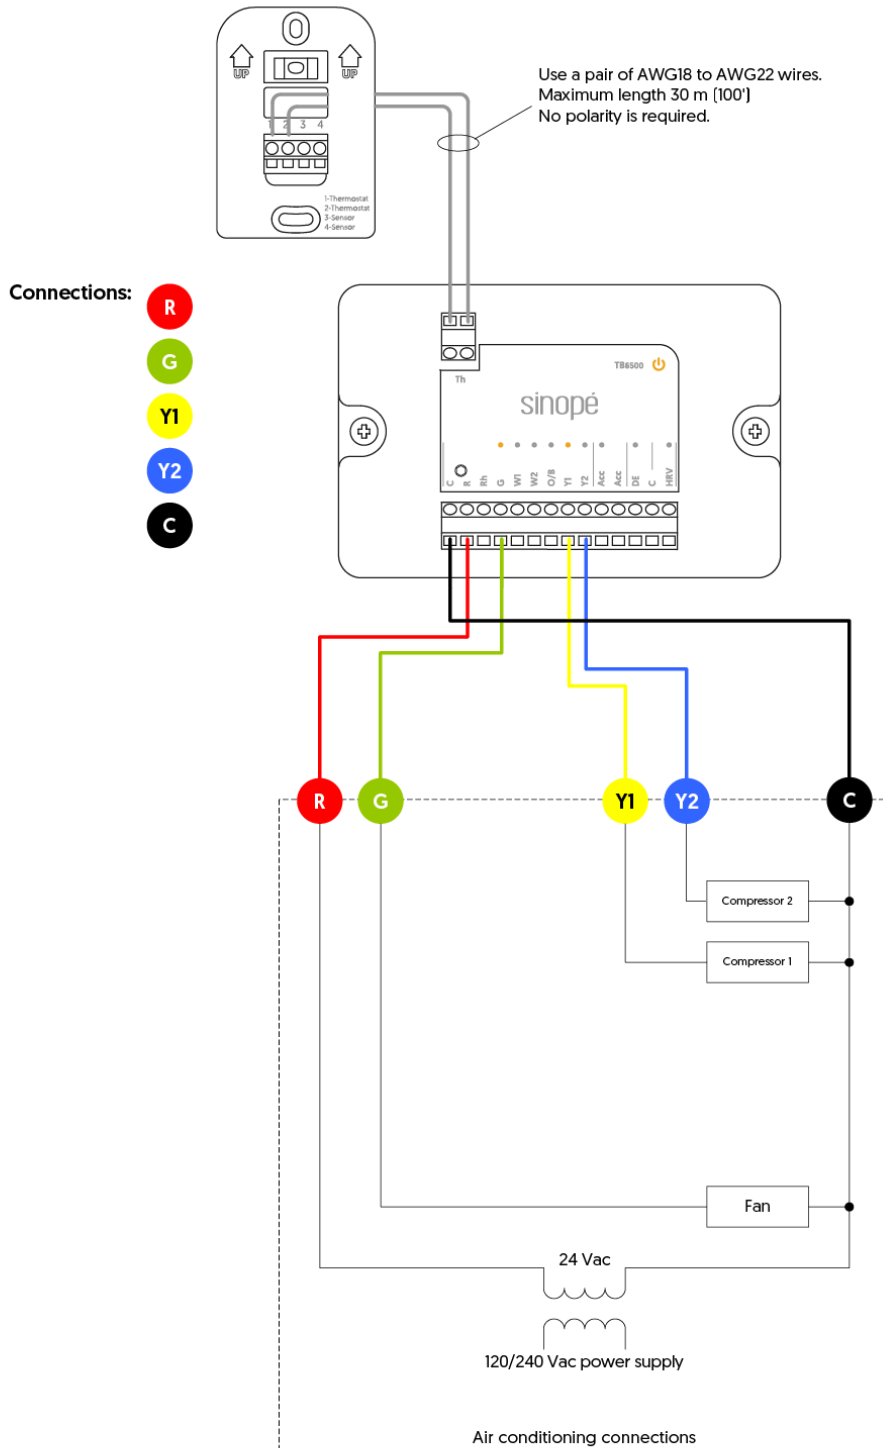 UP
UP
1 2 3 4
1-Thermostat
2-Thermostat
3-Sensor
4-Sensor
Use a pair of AWG18 to AWG22 wires.
Maximum length 30 m (100')
No polarity is required.
Connections:
R
G
Y1
Y2
C
Th
TB6500
sinopé
C
R
Rh
G
W1
W2
O/B
Y1
Y2
Acc
Acc
DE
C
HRV
R
G
Y1
Y2
C
Compressor 2
Compressor 1
Fan
24 Vac
120/240 Vac power supply
Air conditioning connections